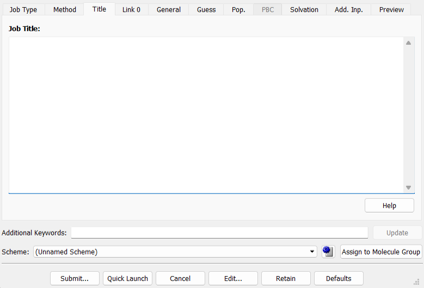 Job Type Method Title Link 0 General Guess Pop. PBC Solvation Add. Inp. Preview
Job Title:
Help
Additional Keywords: Update
Scheme: (Unnamed Scheme) Assign to Molecule Group
Submit... Quick Launch Cancel Edit... Retain Defaults